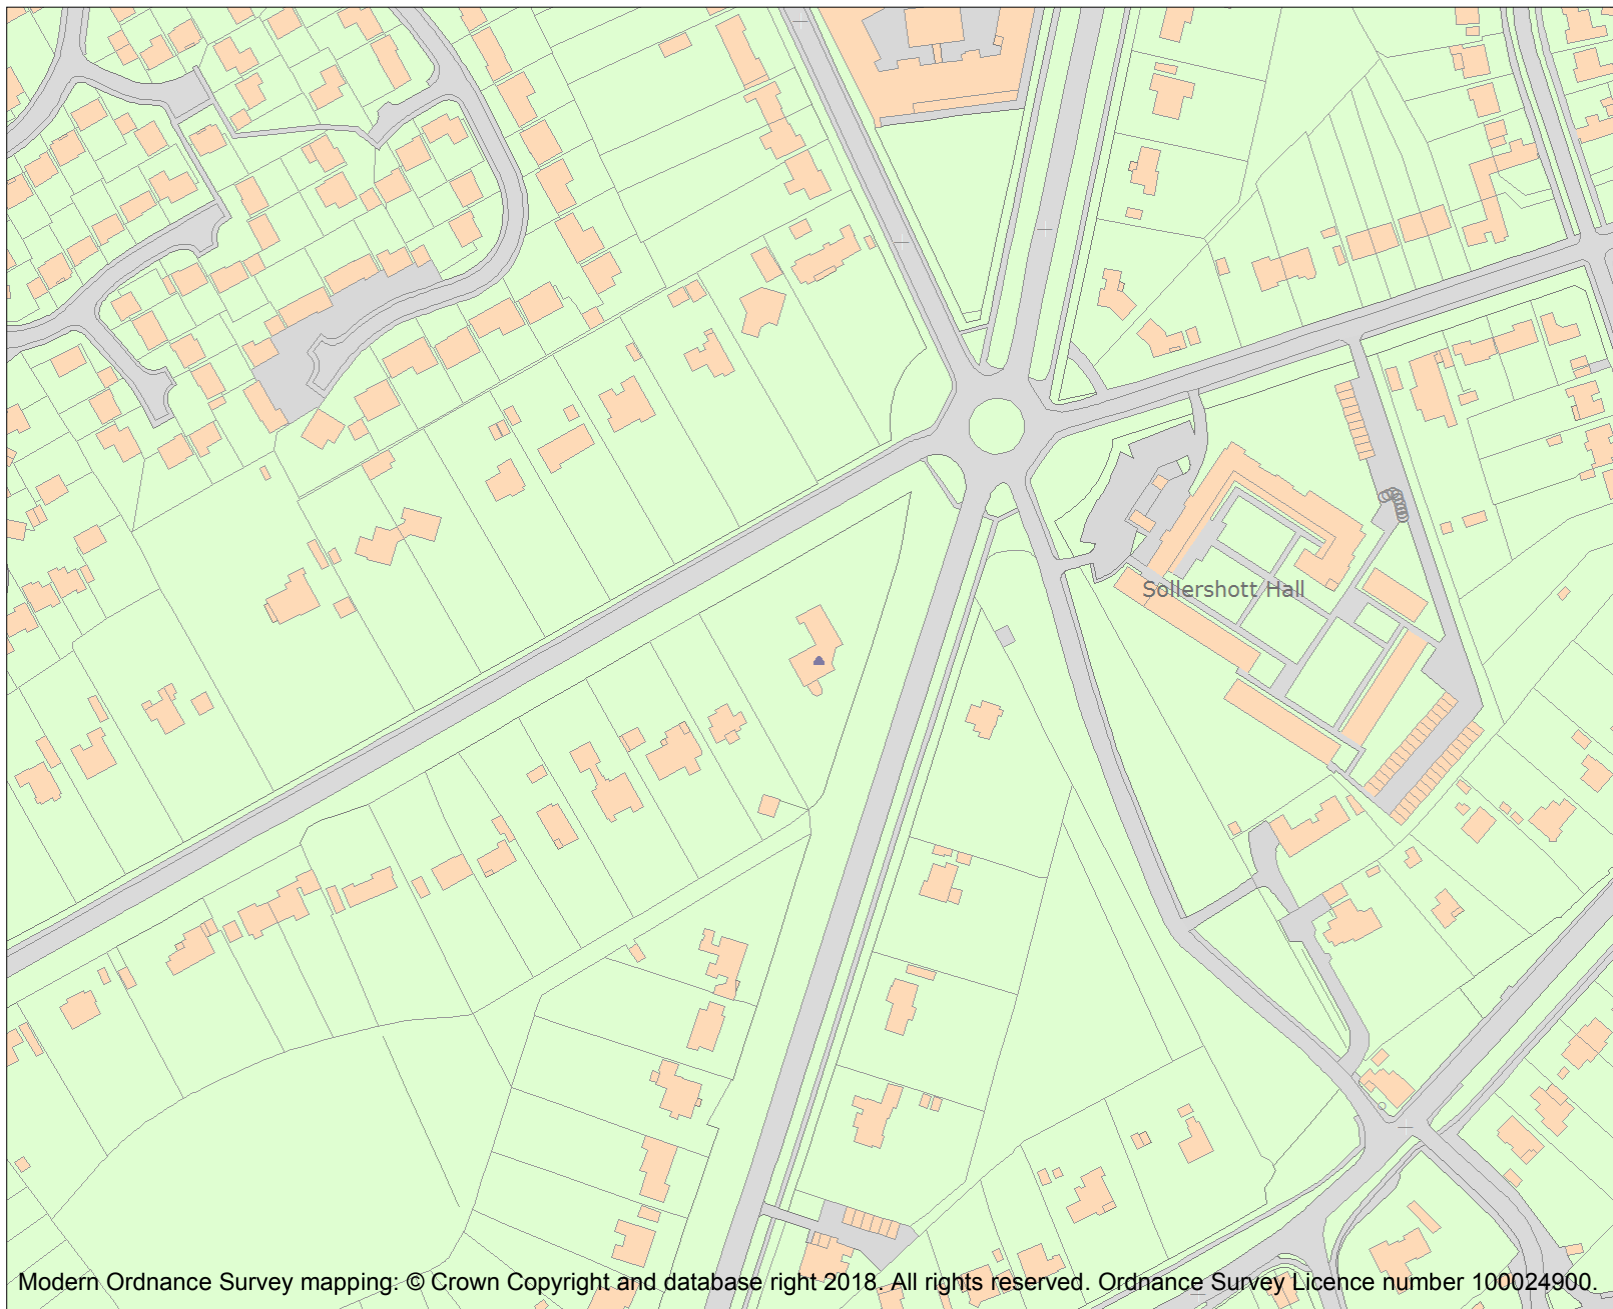 Sollershott Hall
Modern Ordnance Survey mapping: © Crown Copyright and database right 2018. All rights reserved. Ordnance Survey Licence number 100024900.